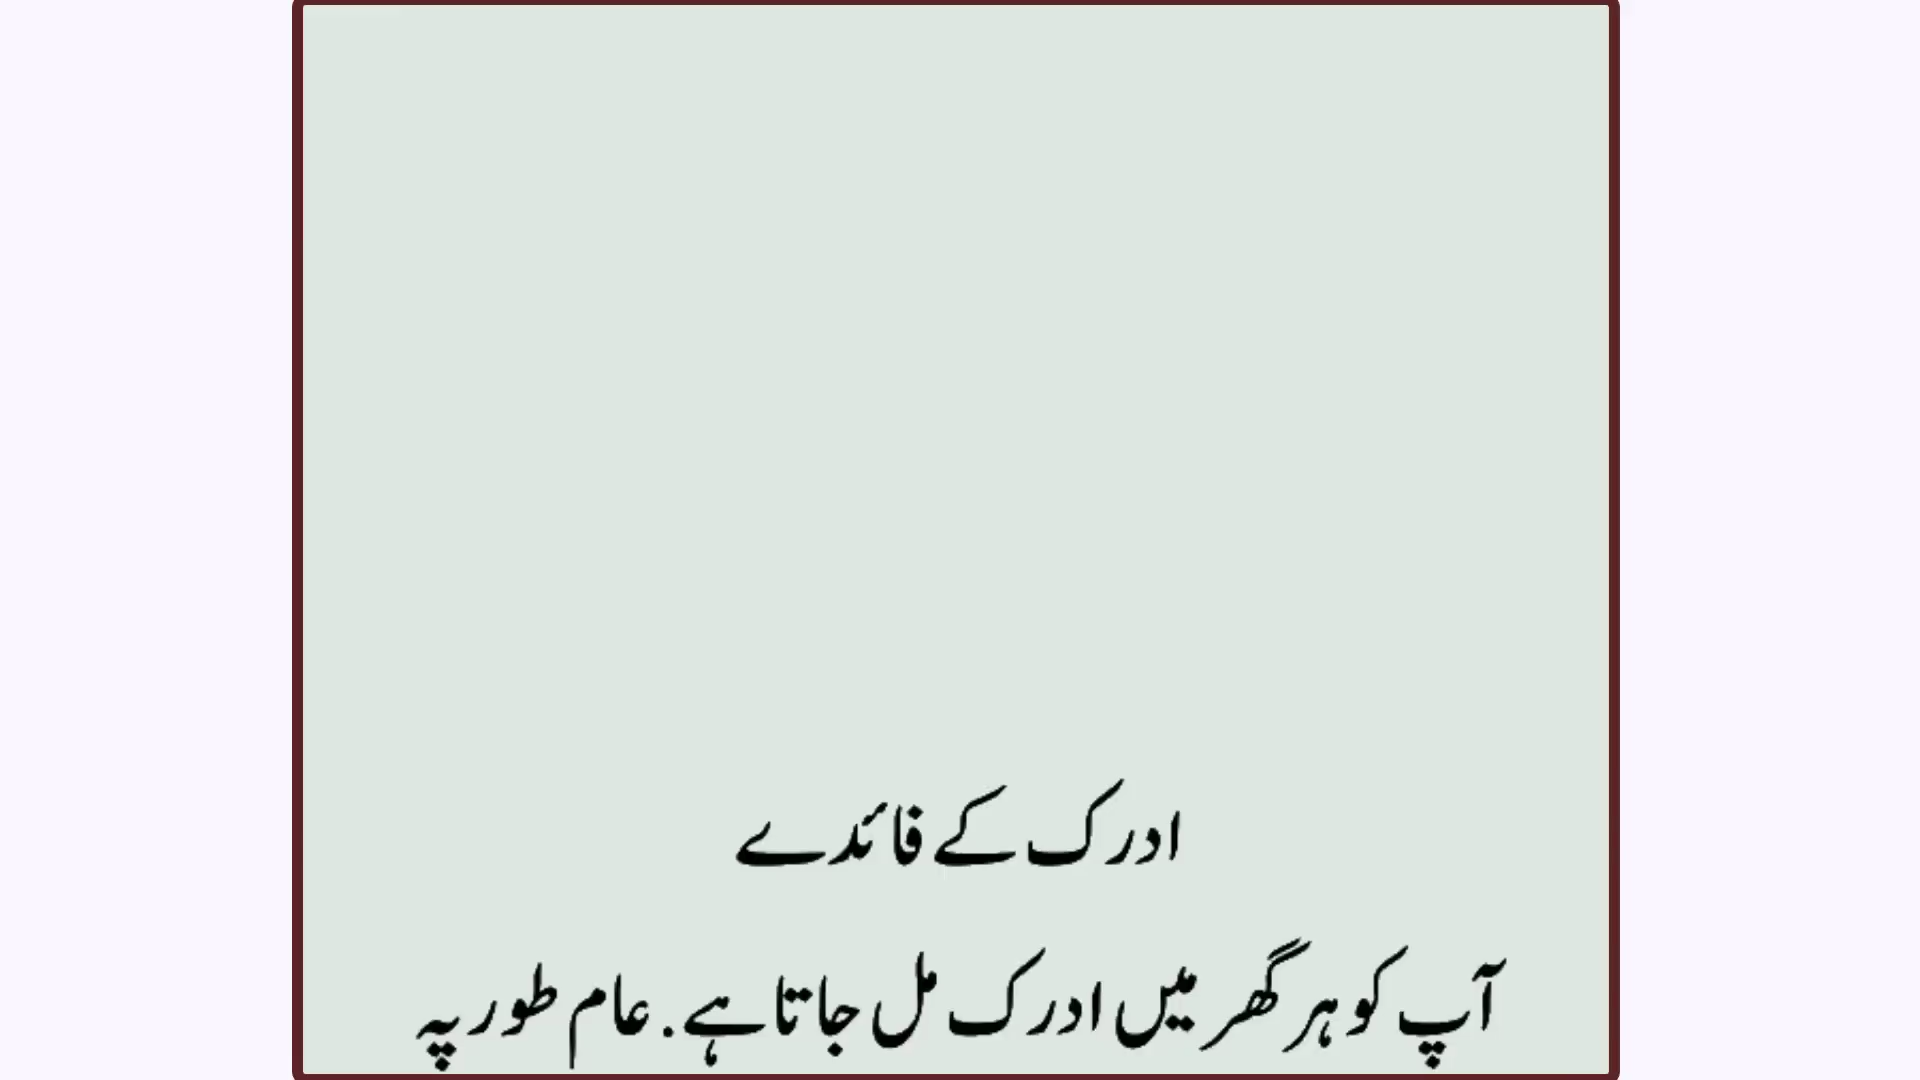 ادرک کے فائدے
آپ کو ہر گھر میں ادرک مل جاتا ہے. عام طور پہ